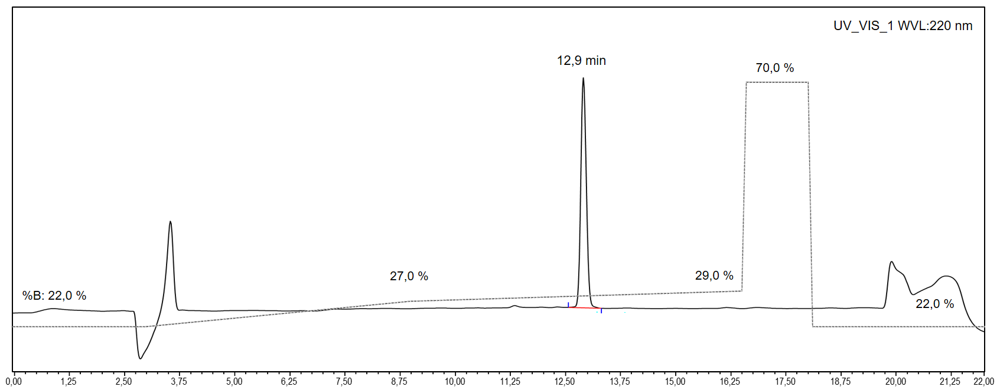 UV_VIS_1 WVL:220 nm
12,9 min
70,0 %
27,0 %
29,0 %
%B: 22,0 %
22,0 %
0,00 1,25 2,50 3,75 5,00 6,25 7,50 8,75 10,00 11,25 12,50 13,75 15,00 16,25 17,50 18,75 20,00 21,25 22,00